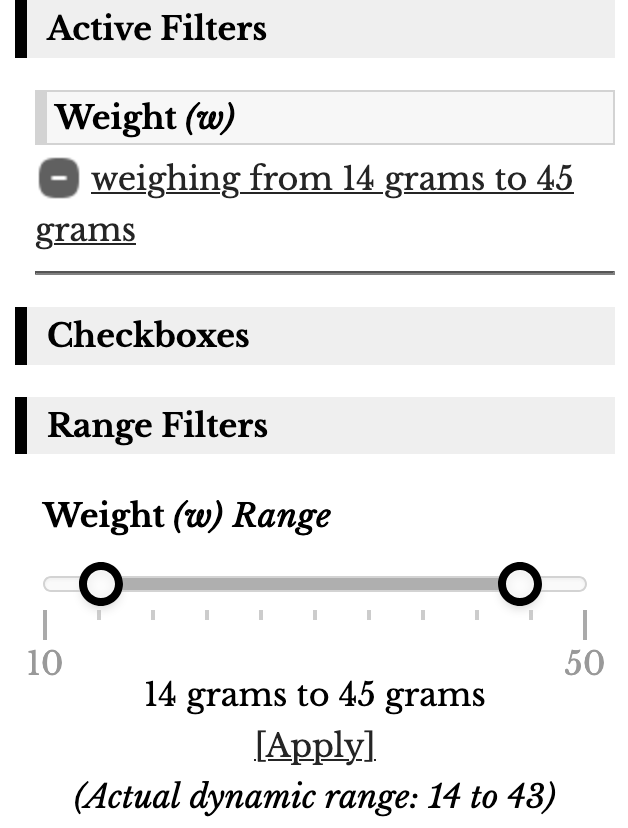 Active Filters
Weight (w)
weighing from 14 grams to 45
grams
Checkboxes
Range Filters
Weight (w) Range
10
50
14 grams to 45 grams
[Apply]
(Actual dynamic range: 14 to 43)